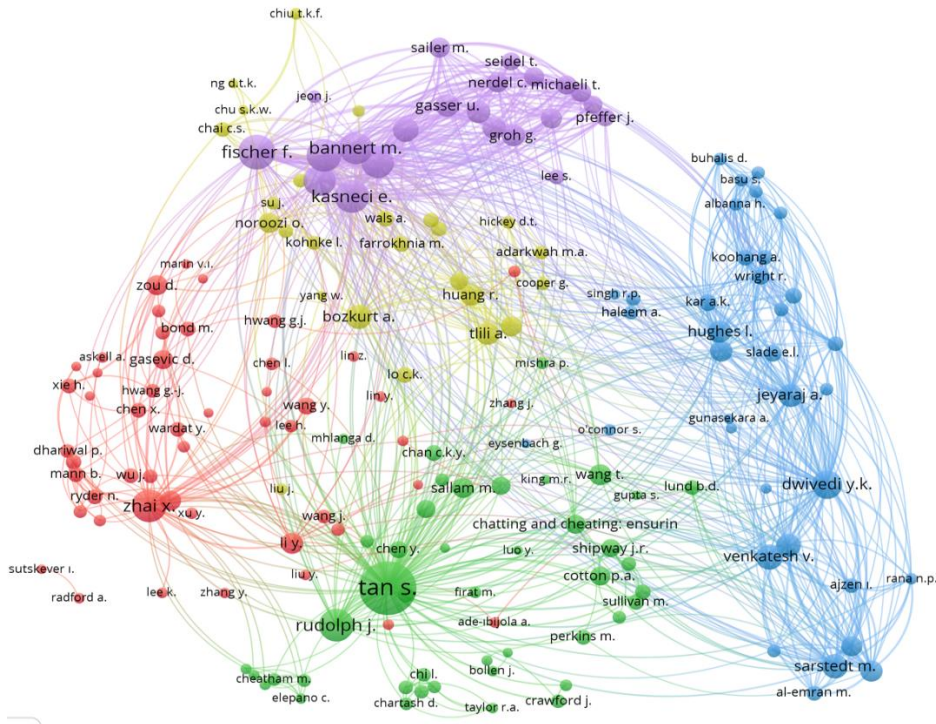 chiu t.k.f.
sailer m.
seidel t.
nerdel c.
michaeli t.
ng d.t.k.
jeon j.
gasser u.
chu s.k.w.
pfeffer j.
chai c.s.
groh g.
fischer f.
bannert m.
buhalis d.
lee s.
basu s.
kasneci e.
albanna h.
su j.
noroozi o.
wals a.
hickey d.t.
kohnke l.
farrokhnia m.
adarkwah m.a.
koohang a.
marin v.ı.
wright r.
zou d.
cooper g.
yang w.
huang r.
singh r.p.
kar a.k.
haleem a.
bozkurt a.
hwang g.j.
bond m.
tlili a.
hughes l.
askell a.
gasevic d.
chen l.
lin z.
slade e.l.
mishra p.
xie h.
lo c.k.
hwang g.-j.
lin y.
jeyaraj a.
chen x.
wang y.
zhang j.
wardat y.
lee h.
gunasekara a.
mhlanga d.
o'connor s.
eysenbach g.
dhariwal p.
chan c.k.y.
mann b.
wu j.
wang t.
king m.r.
dwivedi y.k.
ryder n.
liu j.
sallam m.
gupta s.
lund b.d.
zhai x.
xu y.
wang j.
chatting and cheating: ensurin
li y.
chen y.
luo y.
shipway j.r.
venkatesh v.
sutskever ı.
liu y.
cotton p.a.
ajzen ı.
rana n.p.
radford a.
lee k.
zhang y.
tan s.
firat m.
sullivan m.
rudolph j.
ade-ibijola a.
perkins m.
cheatham m.
chi l.
bollen j.
sarstedt m.
elepano c.
chartash d.
taylor r.a.
crawford j.
al-emran m.